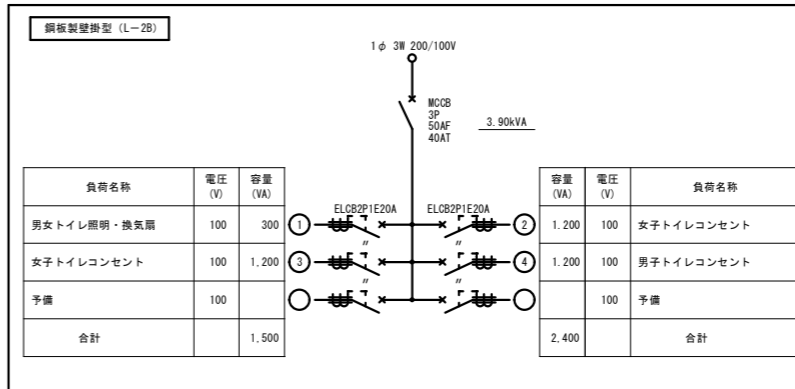 鋼板製壁掛型 (L-2B)
1φ 3W 200/100V
MCCB
3P
50AF
40AT
3.90kVA
負荷名称 電圧(V) 容量(VA)
容量(VA) 電圧(V) 負荷名称
ELCB2P1E20A ELCB2P1E20A
男女トイレ照明・換気扇 100 300 1
2 1.200 100 女子トイレコンセント
〃 〃
女子トイレコンセント 100 1,200 3
4 1.200 100 男子トイレコンセント
〃 〃
予備 100
100 予備
合計 1,500
2,400 合計